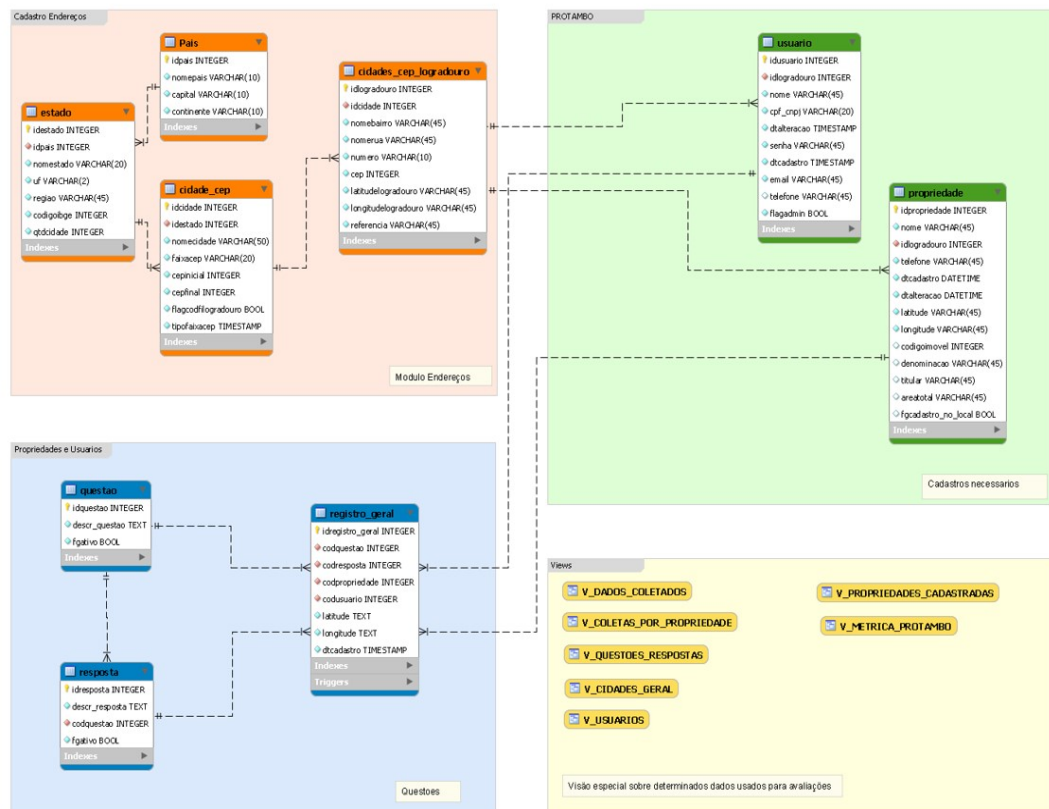 Cadastro Endereços
Pais
idpais INTEGER
nomepais VARCHAR(10)
capital VARCHAR(10)
continente VARCHAR(10)
Indexes
estado
idestado INTEGER
idpais INTEGER
nomestado VARCHAR(20)
uf VARCHAR(2)
regiao VARCHAR(45)
codigoibge INTEGER
qtdcidade INTEGER
Indexes
cidade_cep
idcidade INTEGER
idestado INTEGER
nomecidade VARCHAR(50)
faixacep VARCHAR(20)
cepinicial INTEGER
cepfinal INTEGER
flagcodfilogradouro BOOL
tipofaixacep TIMESTAMP
Indexes
cidades_cep_logradouro
idlogradouro INTEGER
idcidade INTEGER
nomebairro VARCHAR(45)
nomerua VARCHAR(45)
numero VARCHAR(10)
cep INTEGER
latitudelogradouro VARCHAR(45)
longitudelogradouro VARCHAR(45)
referencia VARCHAR(45)
Indexes
Modulo Endereços
PROTAMBO
usuario
idusuario INTEGER
idlogradouro INTEGER
nome VARCHAR(45)
cpf_cnpj VARCHAR(20)
dtalteracao TIMESTAMP
senha VARCHAR(45)
dtcadastro TIMESTAMP
email VARCHAR(45)
telefone VARCHAR(45)
flagadmin BOOL
Indexes
propriedade
idpropriedade INTEGER
nome VARCHAR(45)
idlogradouro INTEGER
telefone VARCHAR(45)
dtcadastro DATETIME
dtalteracao DATETIME
latitude VARCHAR(45)
longitude VARCHAR(45)
codigoimovel INTEGER
denominacao VARCHAR(45)
titular VARCHAR(45)
areatotal VARCHAR(45)
fgcadastro_no_local BOOL
Indexes
Cadastros necessarios
Propriedades e Usuarios
questao
idquestao INTEGER
descr_questao TEXT
fgativo BOOL
Indexes
resposta
idresposta INTEGER
descr_resposta TEXT
codquestao INTEGER
fgativo BOOL
Indexes
registro_geral
idregistro_geral INTEGER
codquestao INTEGER
codresposta INTEGER
codpropriedade INTEGER
codusuario INTEGER
latitude TEXT
longitude TEXT
dtcadastro TIMESTAMP
Indexes
Triggers
Questoes
Views
V_DADOS_COLETADOS
V_COLETAS_POR_PROPRIEDADE
V_QUESTOES_RESPOSTAS
V_CIDADES_GERAL
V_USUARIOS
V_PROPRIEDADES_CADASTRADAS
V_METRICA_PROTAMBO
Visão especial sobre determinados dados usados para avaliações